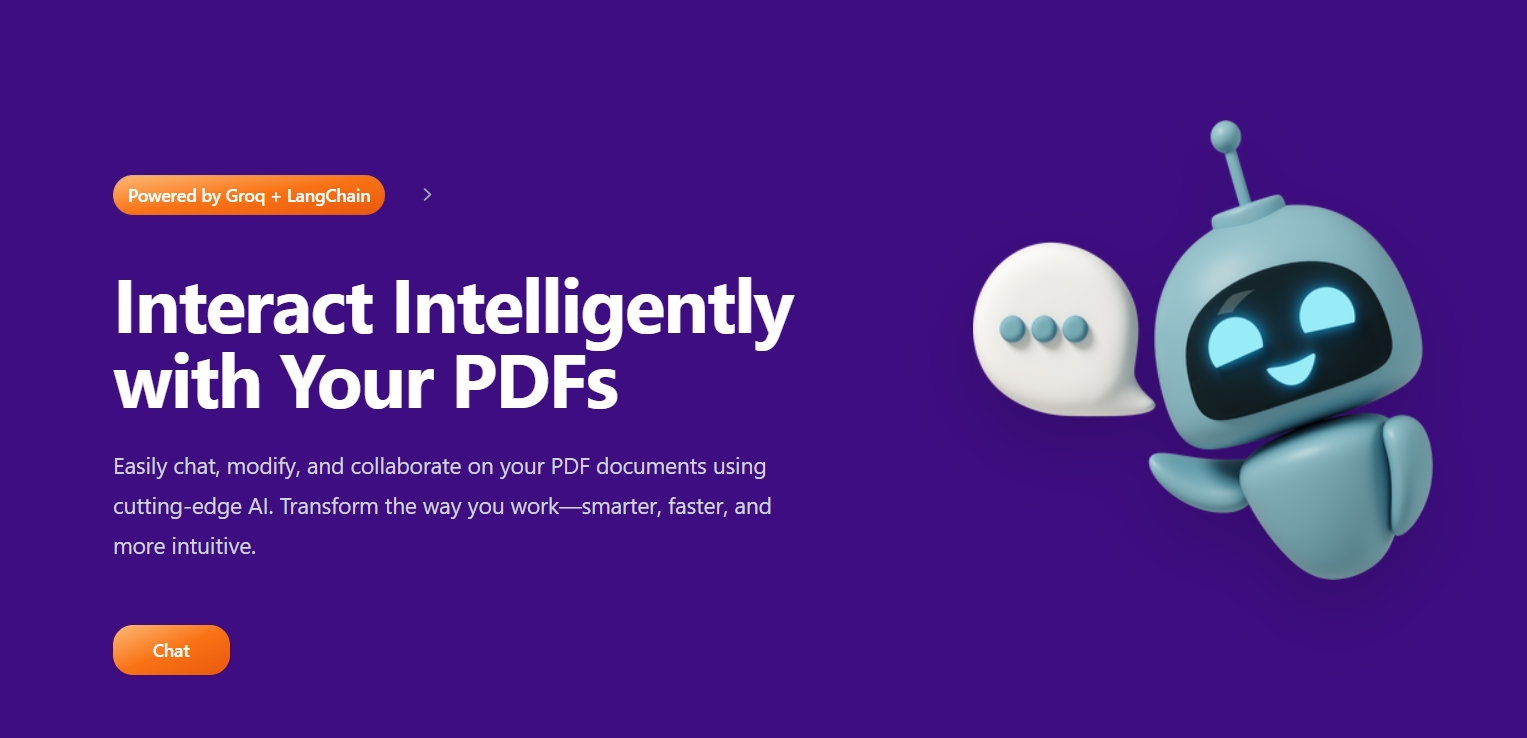 Powered by Groq + LangChain
Interact Intelligently
with Your PDFs
Easily chat, modify, and collaborate on your PDF documents using
cutting-edge AI. Transform the way you work—smarter, faster, and
more intuitive.
Chat